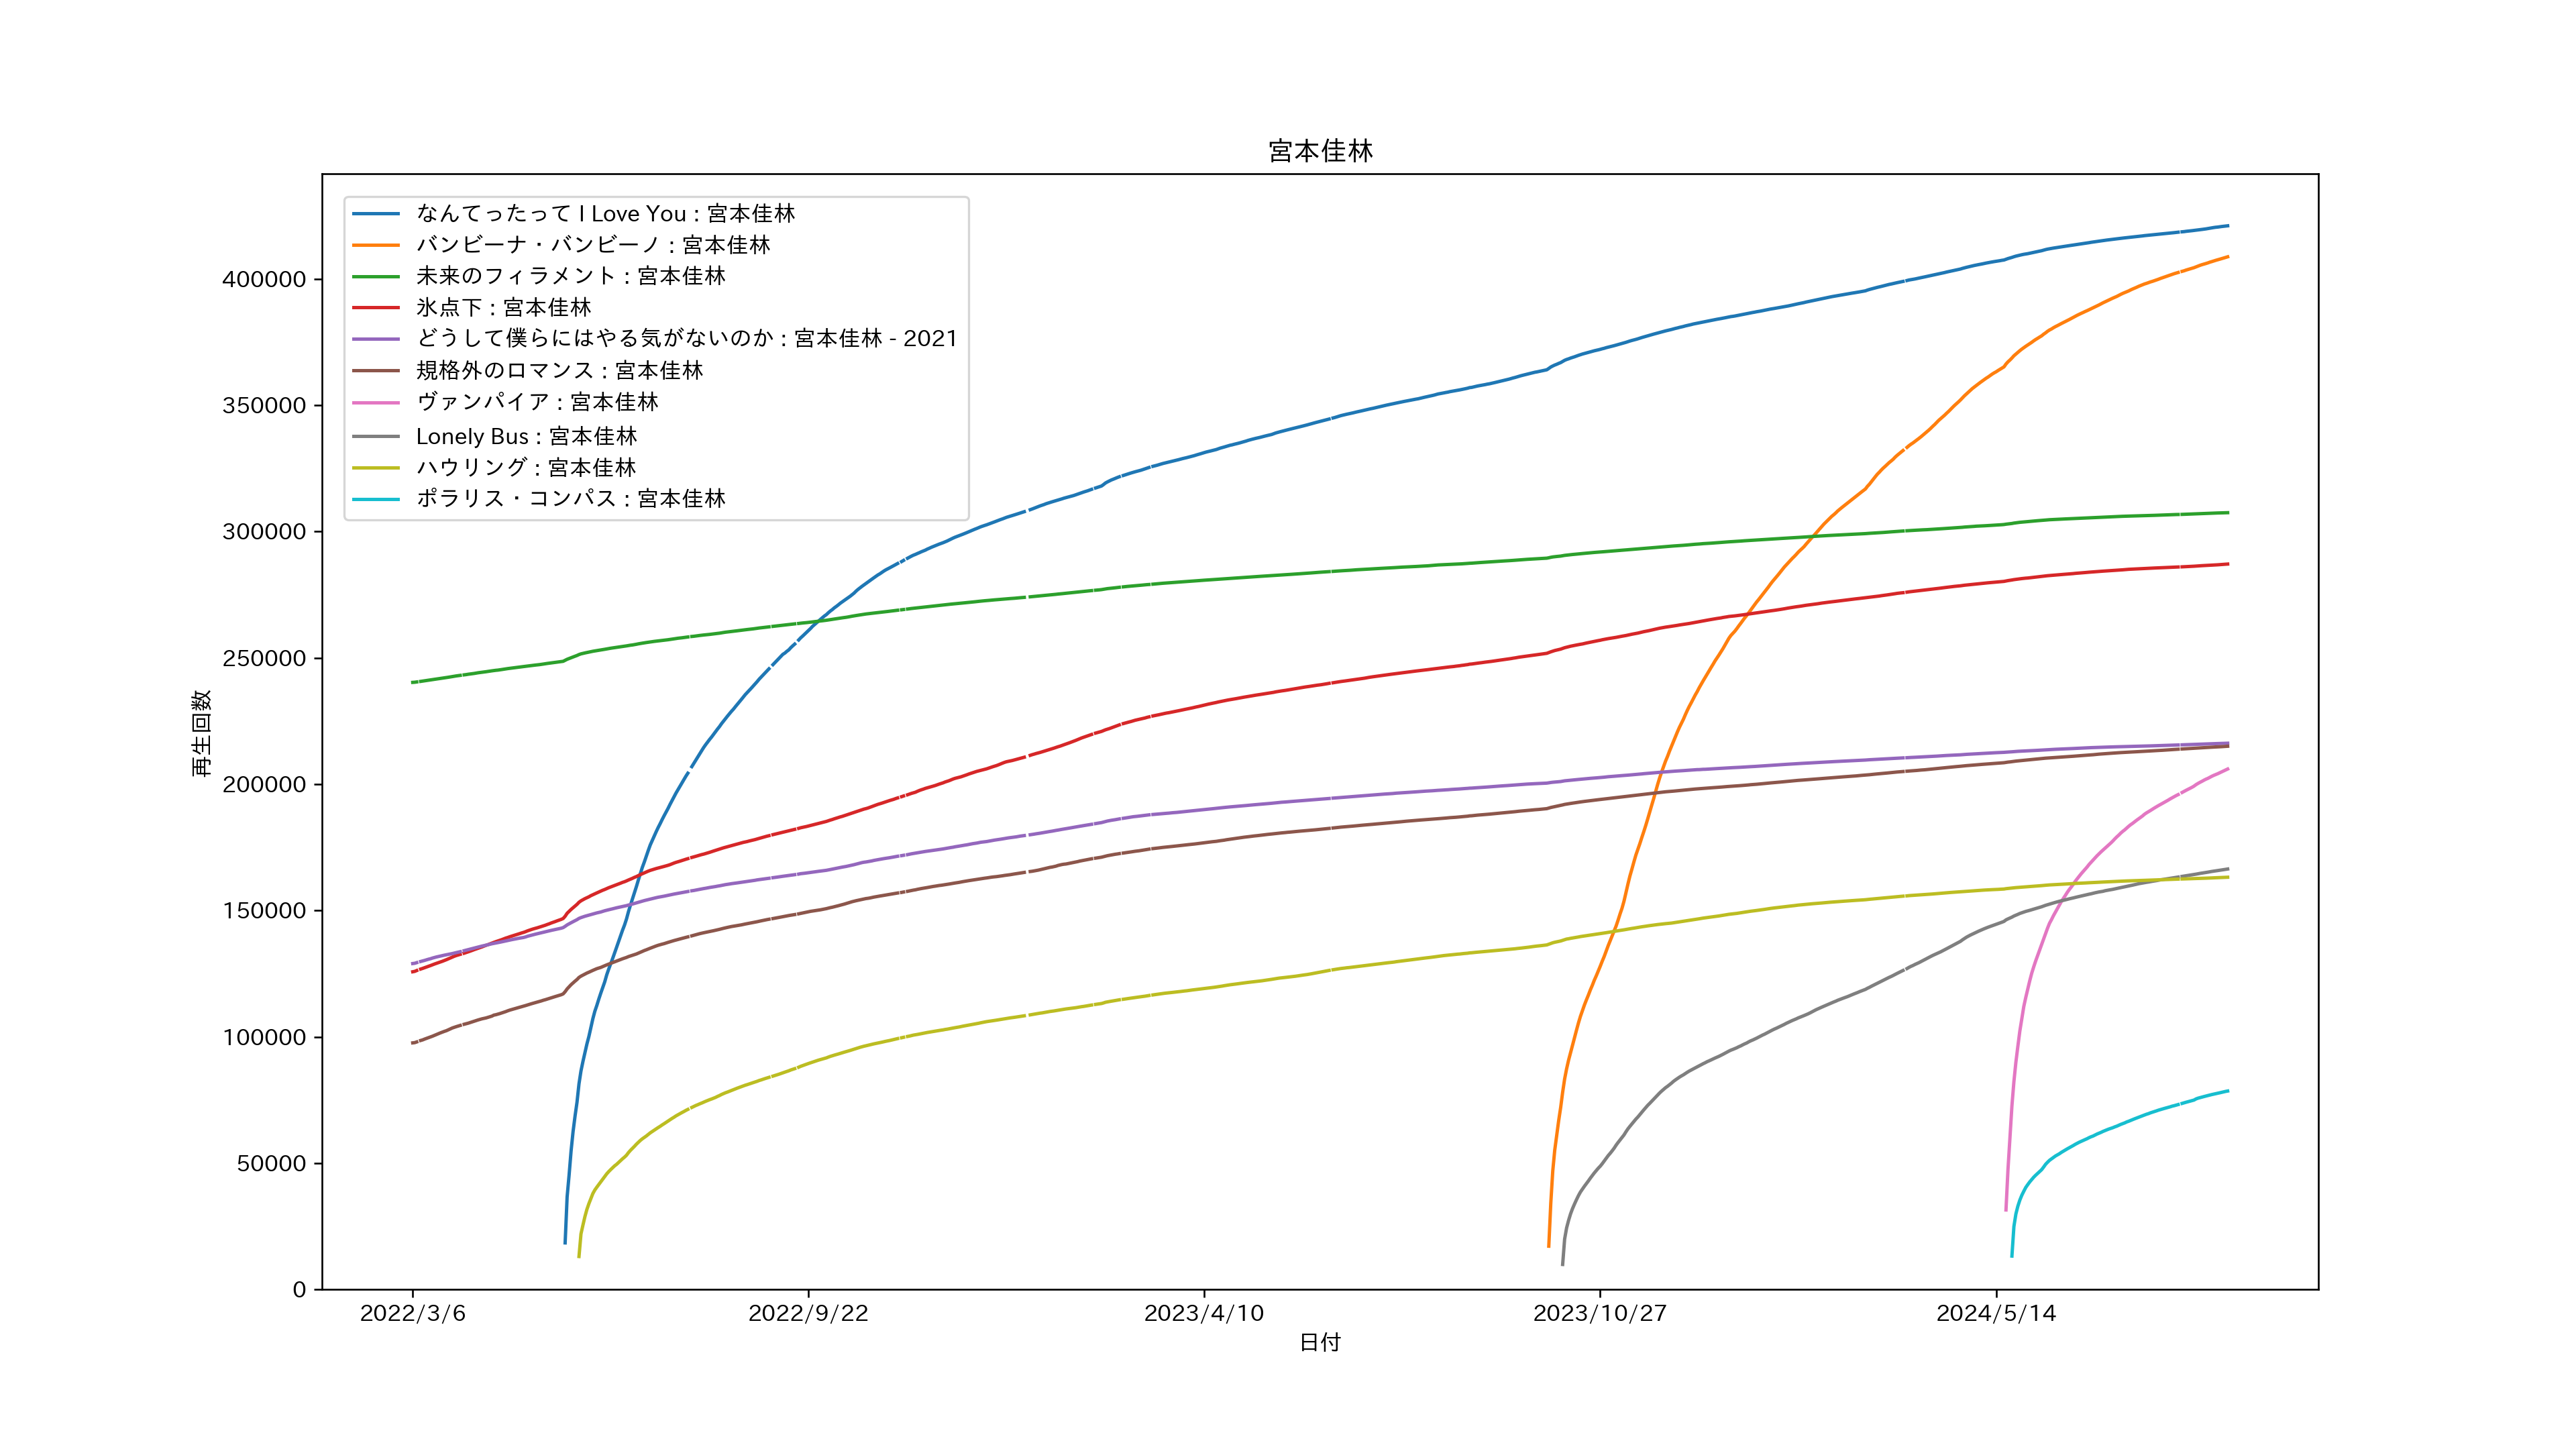 宮本佳林
なんてったって I Love You : 宮本佳林
バンビーナ・バンビーノ : 宮本佳林
未来のフィラメント : 宮本佳林
氷点下 : 宮本佳林
どうして僕らにはやる気がないのか : 宮本佳林 - 2021
規格外のロマンス : 宮本佳林
ヴァンパイア : 宮本佳林
Lonely Bus : 宮本佳林
ハウリング : 宮本佳林
ポラリス・コンパス : 宮本佳林
400000
350000
300000
250000
200000
150000
100000
50000
0
再生回数
2022/3/6
2022/9/22
2023/4/10
2023/10/27
2024/5/14
日付